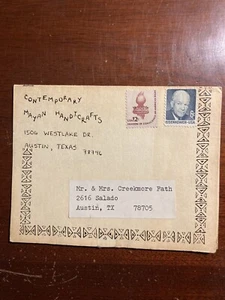 CONTEMPORARY
MAYAN HANDICRAFTS
1506 WESTLAKE DR.
AUSTIN, TEXAS
78746
Mr. & Mrs. Creekmore Fath
2616 Salado
Austin, TX 78705